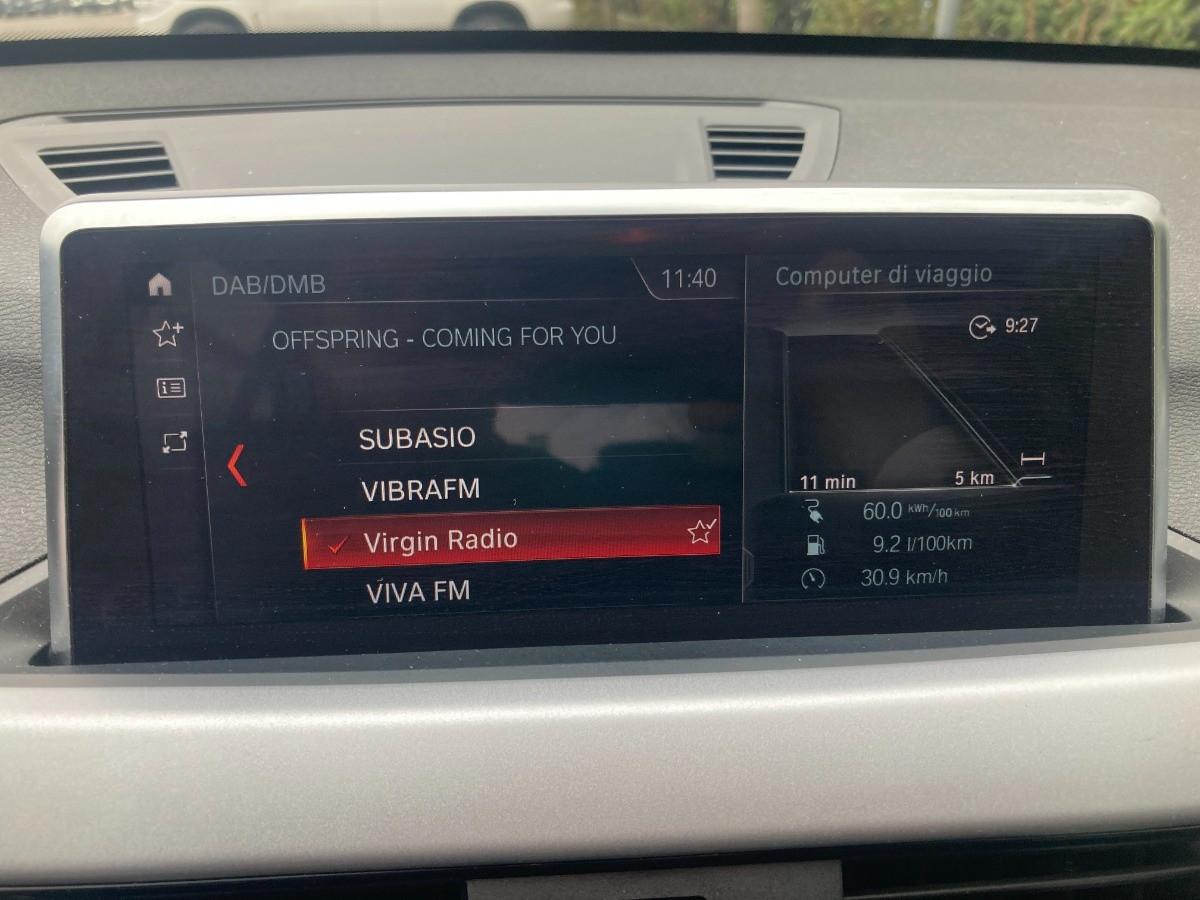 DAB/DMB
11:40
OFFSPRING - COMING FOR YOU
SUBASIO
VIBRAFM
Virgin Radio
VIVA FM
Computer di viaggio
9:27
11 min 5 km
60.0 kWh/100 km
9.2 l/100km
30.9 km/h